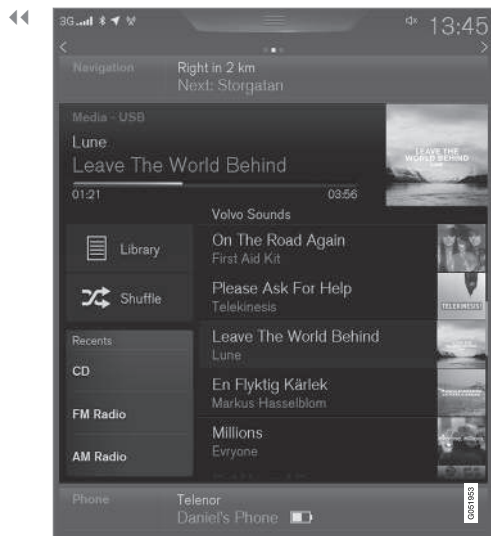 3G
13:45
Navigation
Right in 2 km
Next: Storgatan
Media - USB
Lune
Leave The World Behind
01:21
03:56
LEAVE THE
WORLD BEHIND
Volvo Sounds
Library
Shuffle
On The Road Again
First Aid Kit
Please Ask For Help
Telekinesis
TELEKINESIS!
Leave The World Behind
Lune
En Flyktig Kärlek
Markus Hasselblom
Millions
Evryone
Recents
CD
FM Radio
AM Radio
Phone
Telenor
Daniel's Phone
G051953